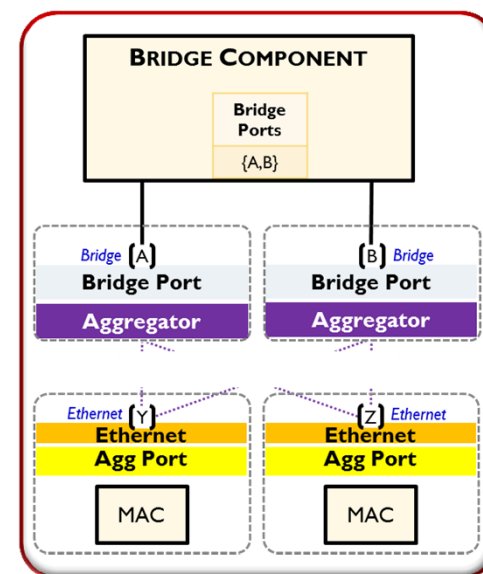 BRIDGE COMPONENT
Bridge
Ports
{A,B}
Bridge (A)
(B) Bridge
Bridge Port
Bridge Port
Aggregator
Aggregator
Ethernet (Y)
(Z) Ethernet
Ethernet
Ethernet
Agg Port
Agg Port
MAC
MAC